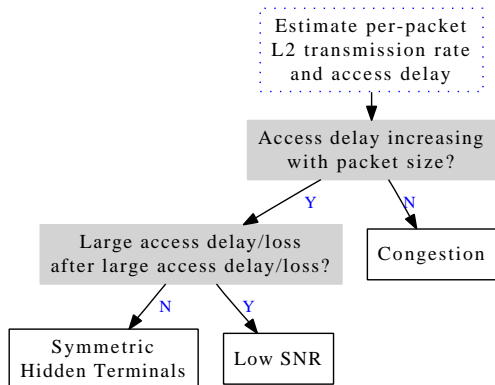 Estimate per-packet
L2 transmission rate
and access delay
Access delay increasing
with packet size?
Y
N
Large access delay/loss
after large access delay/loss?
Congestion
N
Y
Symmetric
Hidden Terminals
Low SNR